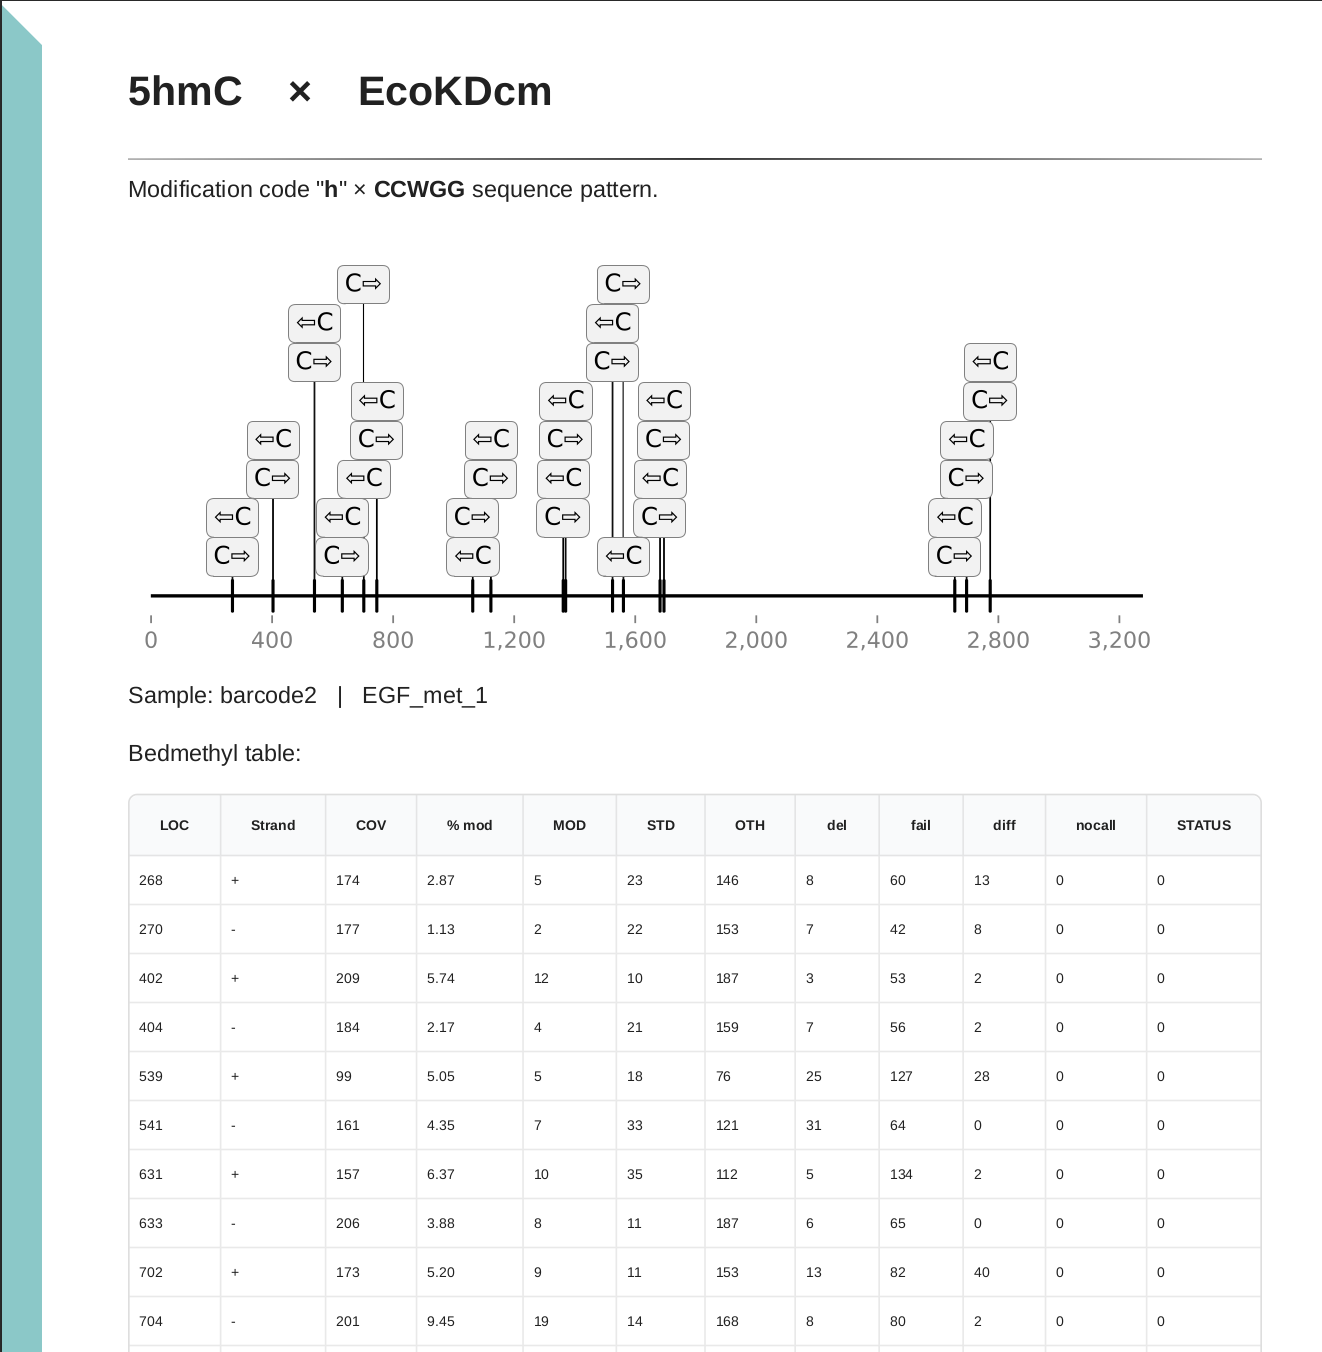 5hmC × EcoKDcm
Modification code "h" × CCWGG sequence pattern.
C⇨ C⇨
⇦C ⇦C
C⇨ C⇨ ⇦C
⇦C ⇦C ⇦C C⇨
⇦C C⇨ ⇦C C⇨ C⇨ ⇦C
C⇨ ⇦C C⇨ ⇦C ⇦C C⇨
⇦C ⇦C C⇨ C⇨ C⇨ ⇦C
C⇨ C⇨ ⇦C ⇦C C⇨
0 400 800 1,200 1,600 2,000 2,400 2,800 3,200
Sample: barcode2 | EGF_met_1
Bedmethyl table:
LOC Strand COV % mod MOD STD OTH del fail diff nocall STATUS
268 + 174 2.87 5 23 146 8 60 13 0 0
270 - 177 1.13 2 22 153 7 42 8 0 0
402 + 209 5.74 12 10 187 3 53 2 0 0
404 - 184 2.17 4 21 159 7 56 2 0 0
539 + 99 5.05 5 18 76 25 127 28 0 0
541 - 161 4.35 7 33 121 31 64 0 0 0
631 + 157 6.37 10 35 112 5 134 2 0 0
633 - 206 3.88 8 11 187 6 65 0 0 0
702 + 173 5.20 9 11 153 13 82 40 0 0
704 - 201 9.45 19 14 168 8 80 2 0 0